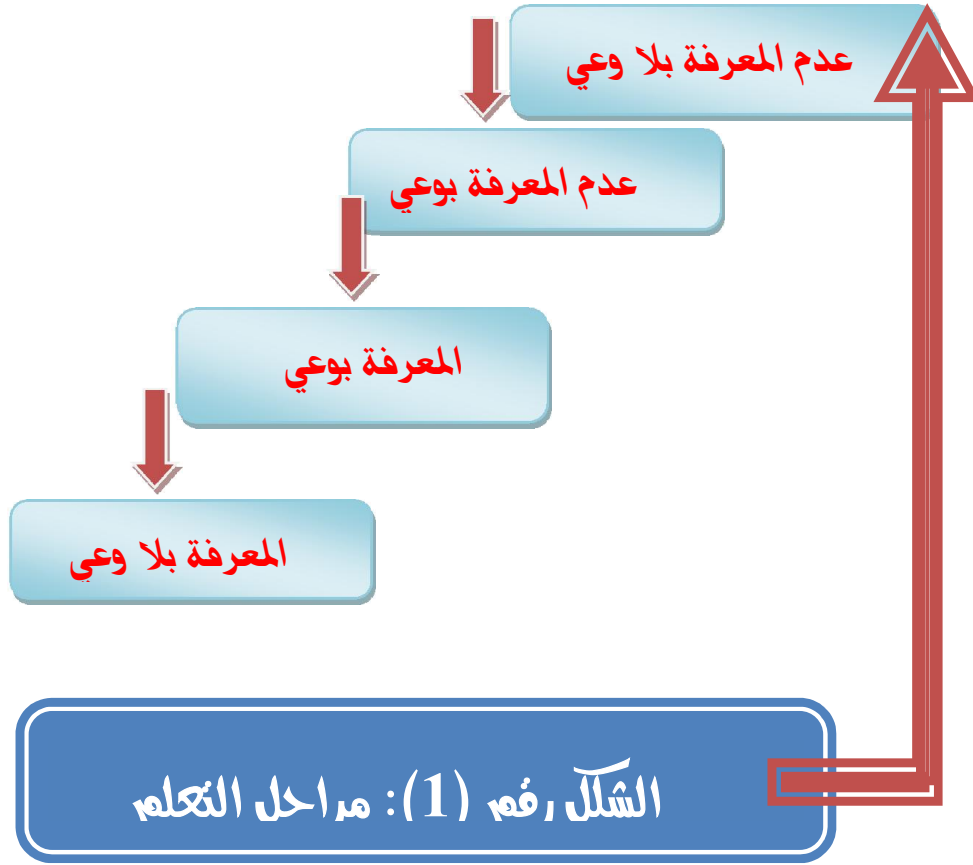 عدم المعرفة بلا وعي
عدم المعرفة بوعي
المعرفة بوعي
المعرفة بلا وعي
الشكل رقم (1): مراحل التعلم